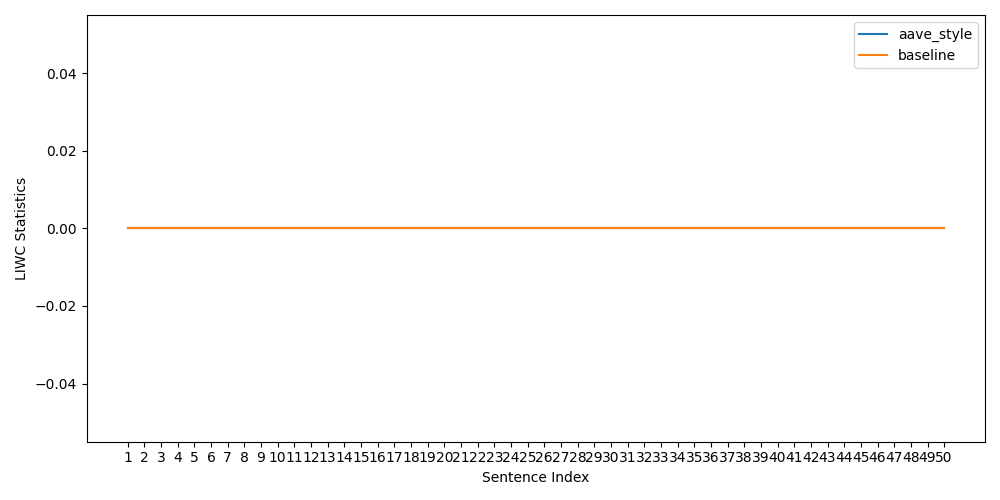 aave_style
baseline
0.04
0.02
0.00
−0.02
−0.04
LIWC Statistics
1 2 3 4 5 6 7 8 9 10 11 12 13 14 15 16 17 18 19 20 21 22 23 24 25 26 27 28 29 30 31 32 33 34 35 36 37 38 39 40 41 42 43 44 45 46 47 48 49 50
Sentence Index